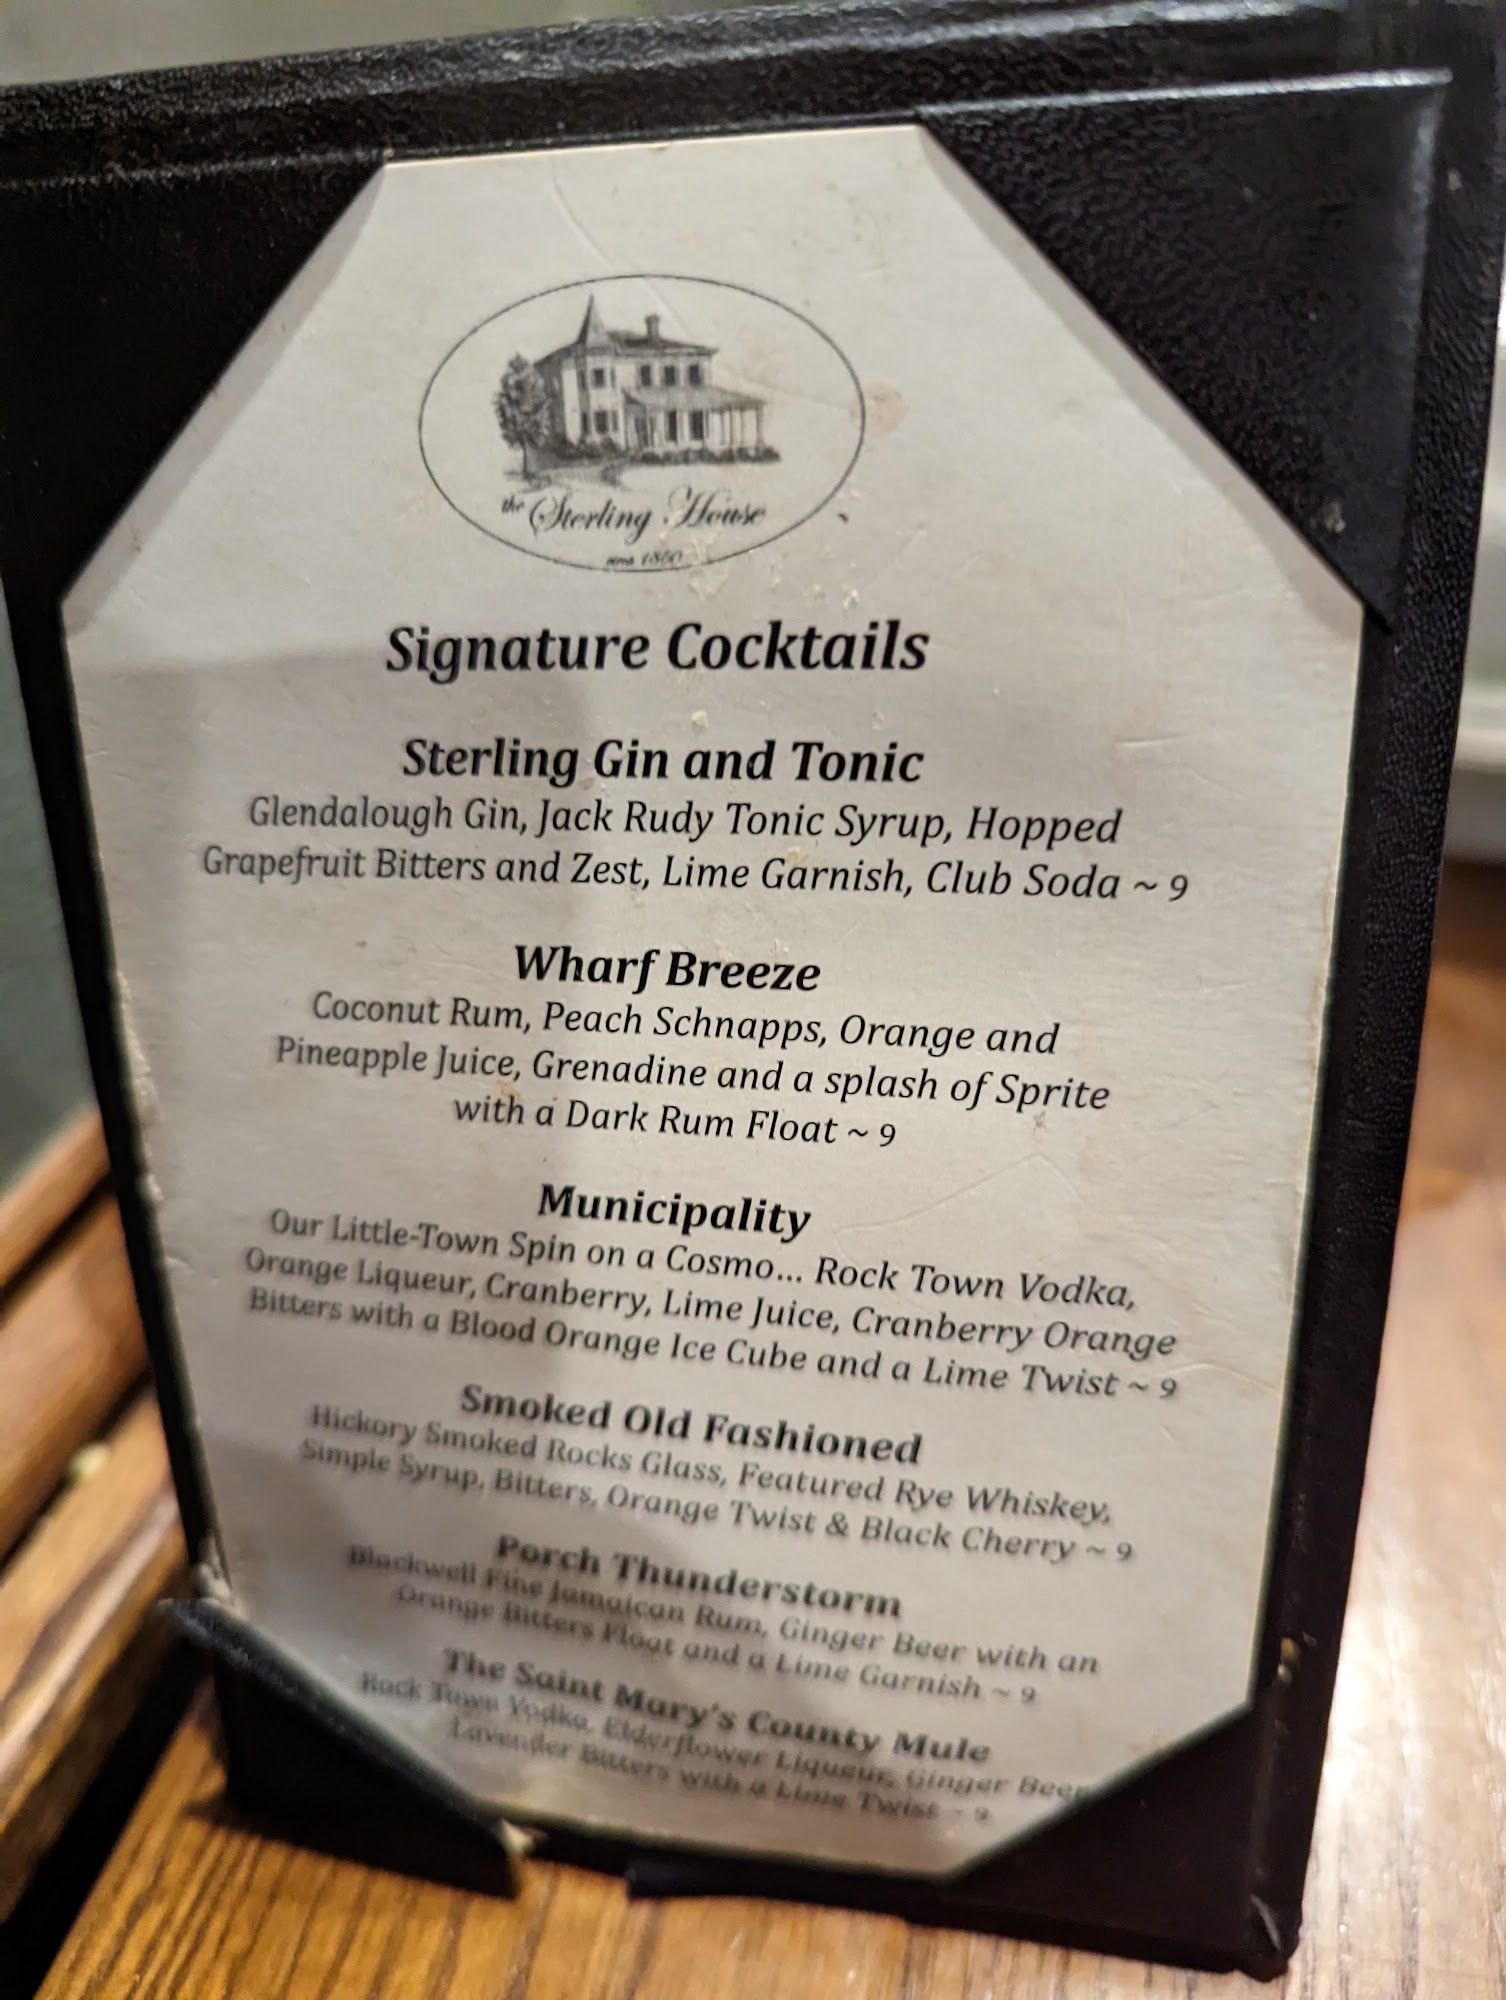 the Sterling House
circa 1850
Signature Cocktails
Sterling Gin and Tonic
Glendalough Gin, Jack Rudy Tonic Syrup, Hopped
Grapefruit Bitters and Zest, Lime Garnish, Club Soda ~ 9
Wharf Breeze
Coconut Rum, Peach Schnapps, Orange and
Pineapple Juice, Grenadine and a splash of Sprite
with a Dark Rum Float ~ 9
Municipality
Our Little-Town Spin on a Cosmo... Rock Town Vodka,
Orange Liqueur, Cranberry, Lime Juice, Cranberry Orange
Bitters with a Blood Orange Ice Cube and a Lime Twist ~ 9
Smoked Old Fashioned
Hickory Smoked Rocks Glass, Featured Rye Whiskey,
Simple Syrup, Bitters, Orange Twist & Black Cherry ~ 9
Porch Thunderstorm
Blackwell Fine Jamaican Rum, Ginger Beer with an
Orange Bitters Float and a Lime Garnish ~ 9
The Saint Mary's County Mule
Rock Town Vodka, Elderflower Liqueur, Ginger Beer
Lavender Bitters with a Lime Twist ~ 9